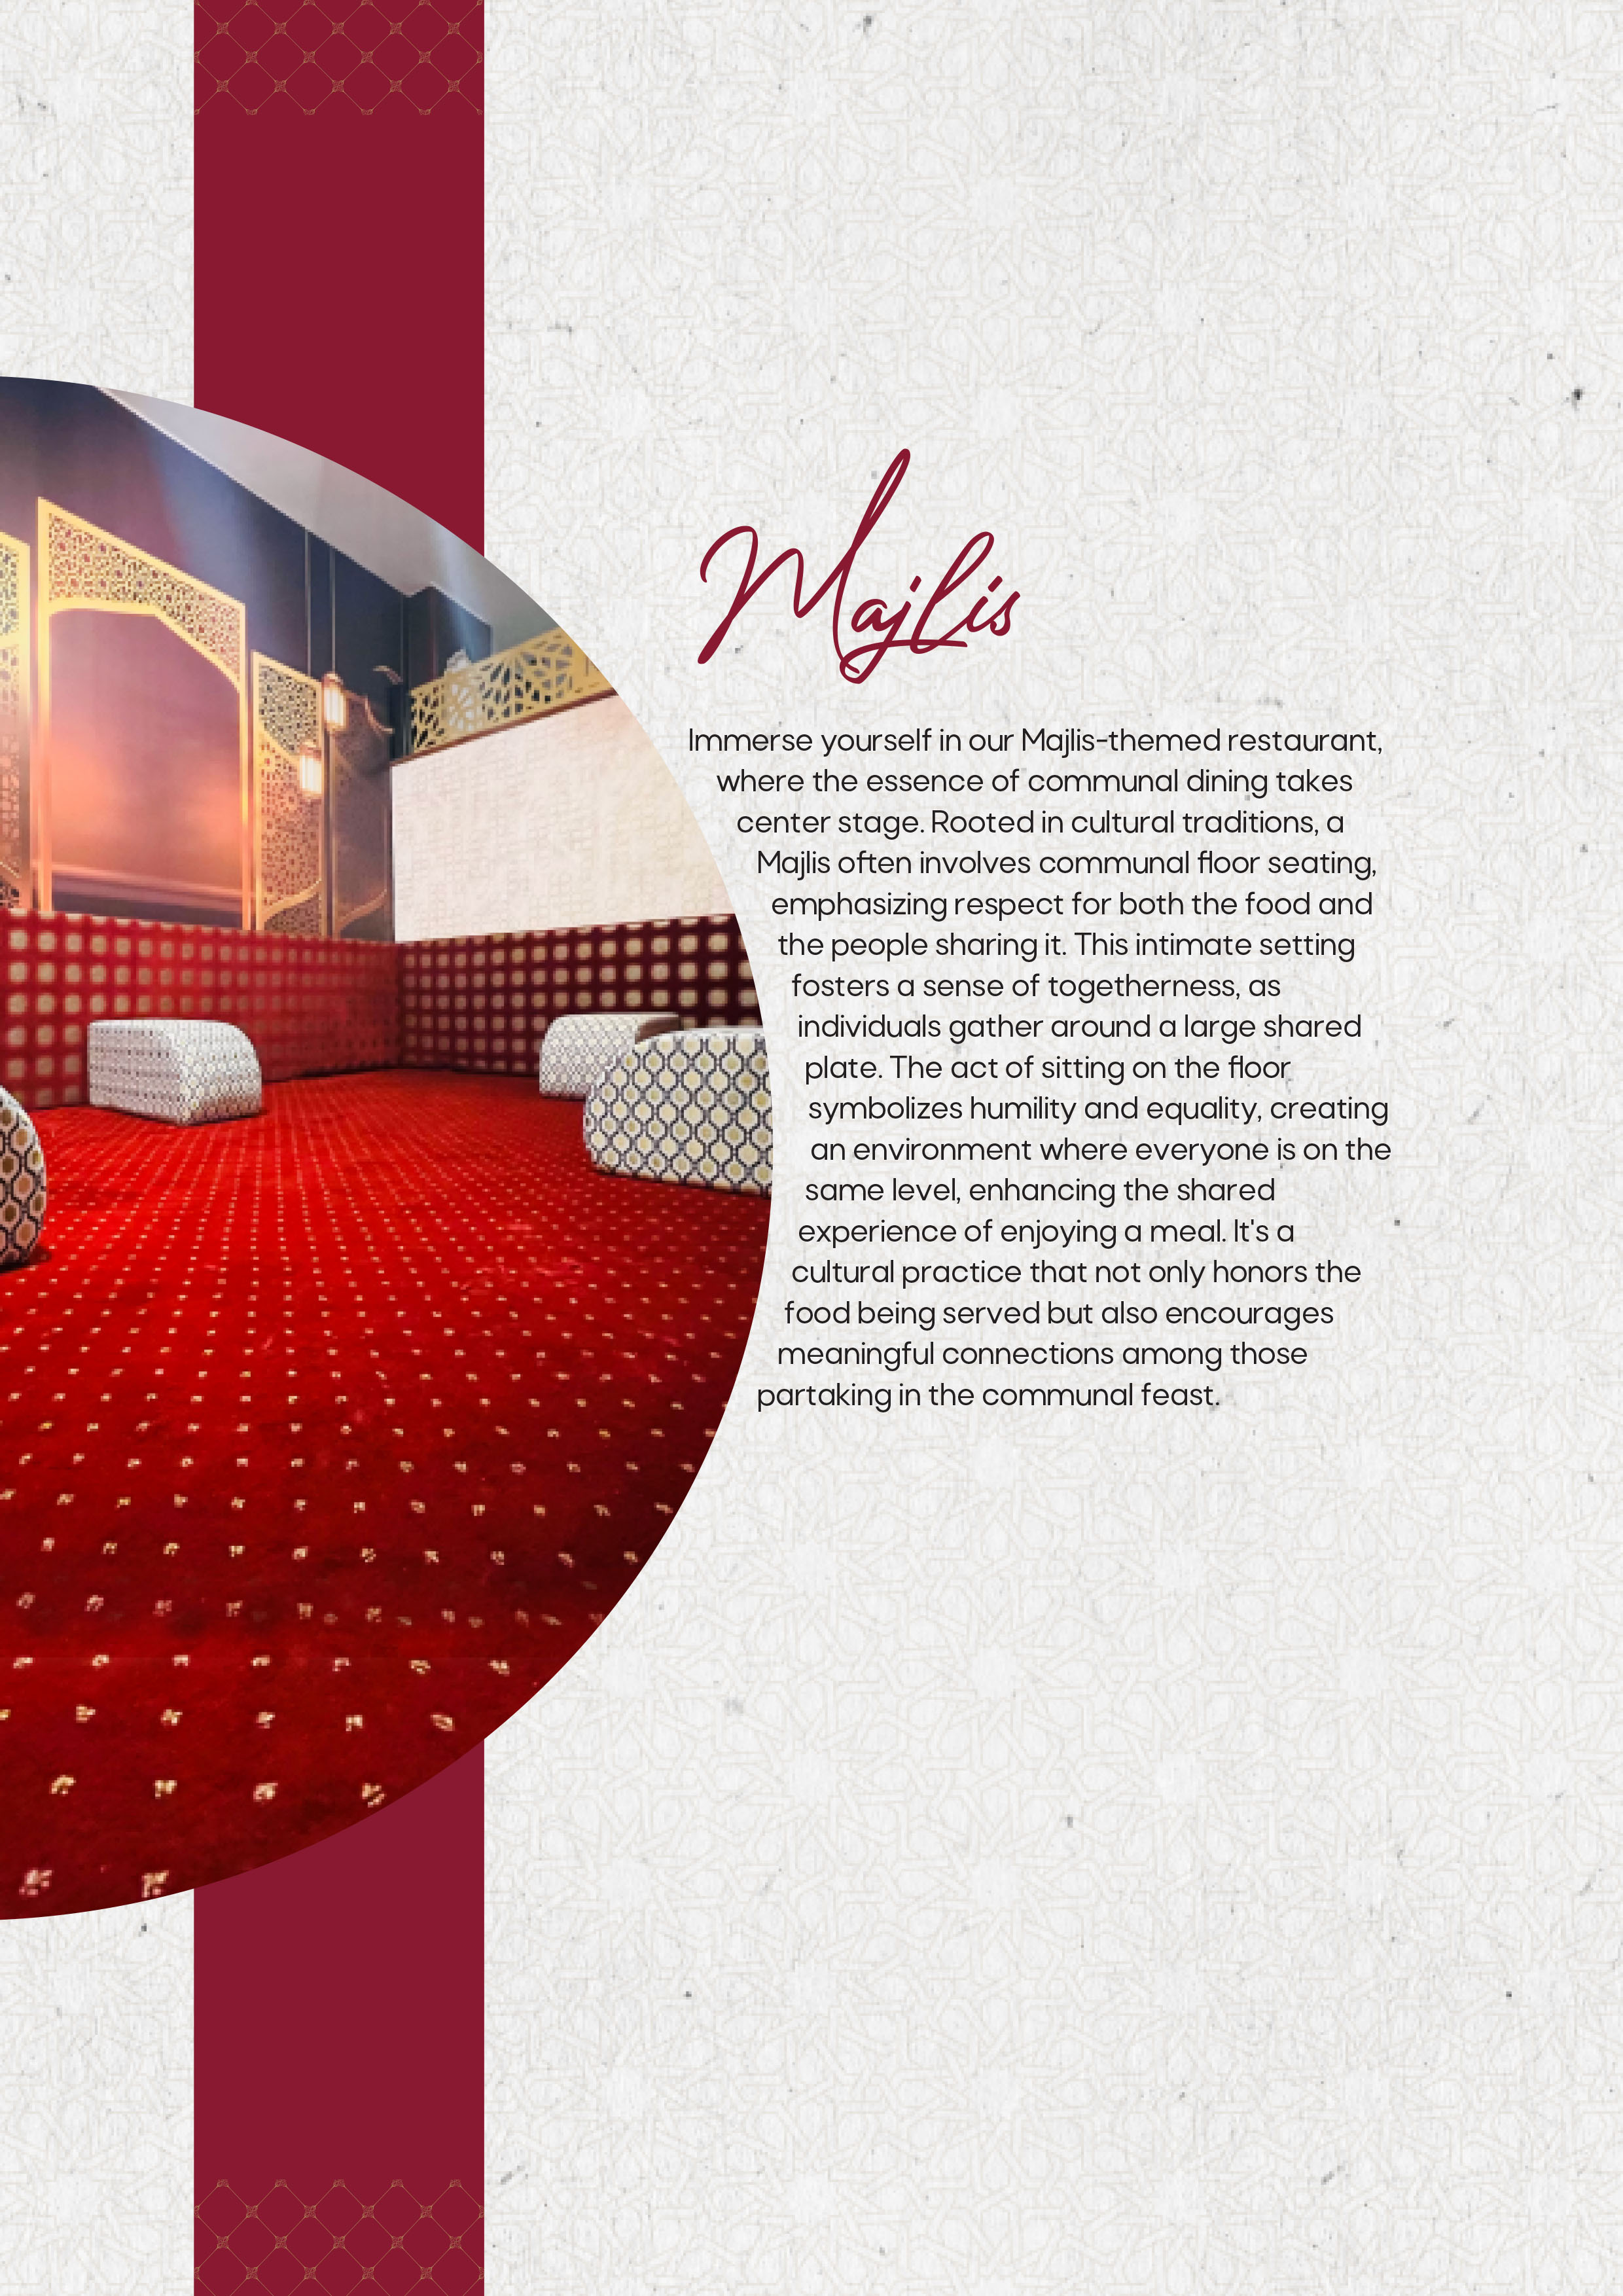 Majlis
Immerse yourself in our Majlis-themed restaurant,
where the essence of communal dining takes
center stage. Rooted in cultural traditions, a
Majlis often involves communal floor seating,
emphasizing respect for both the food and
the people sharing it. This intimate setting
fosters a sense of togetherness, as
individuals gather around a large shared
plate. The act of sitting on the floor
symbolizes humility and equality, creating
an environment where everyone is on the
same level, enhancing the shared
experience of enjoying a meal. It's a
cultural practice that not only honors the
food being served but also encourages
meaningful connections among those
partaking in the communal feast.